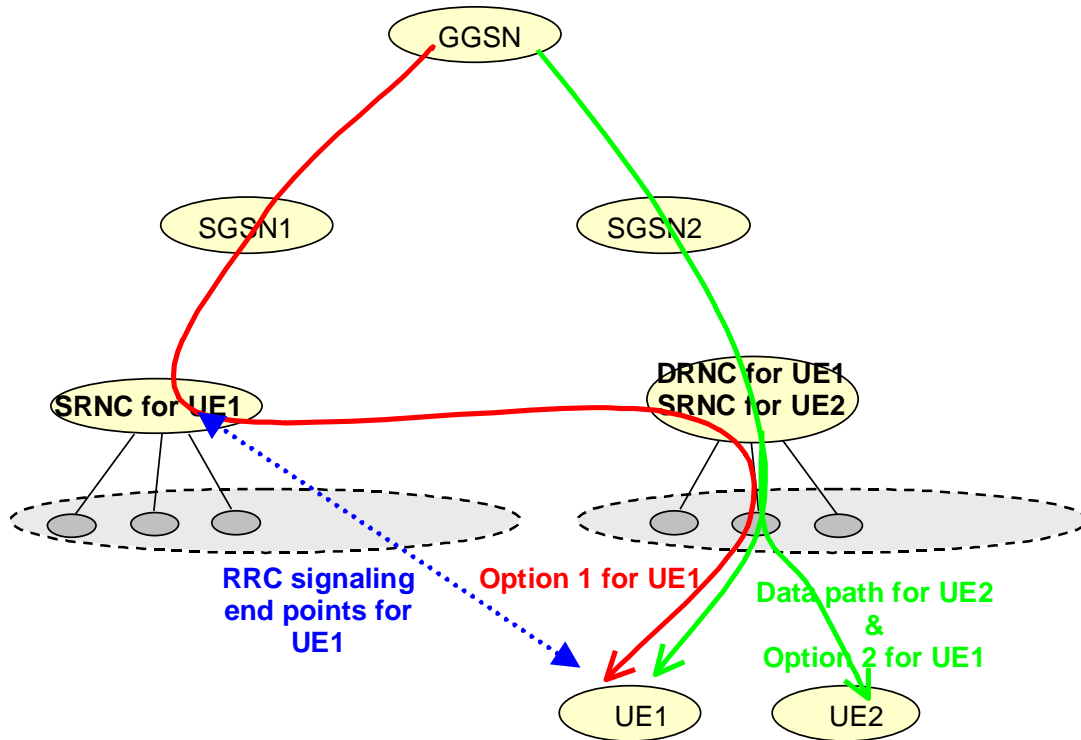 GGSN
SGSN1
SGSN2
SRNC for UE1
DRNC for UE1
SRNC for UE2
RRC signaling
end points for
UE1
Option 1 for UE1
Data path for UE2
&
Option 2 for UE1
UE1
UE2